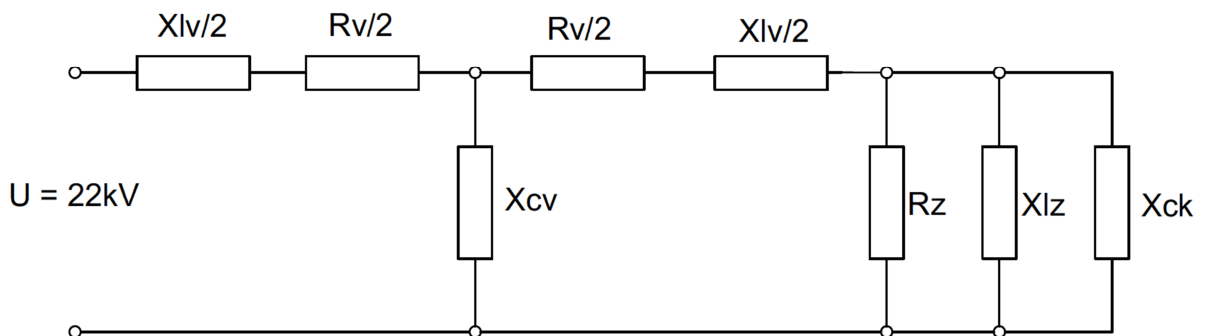 Xlv/2
Rv/2
Rv/2
Xlv/2
U = 22kV
Xcv
Rz
Xlz
Xck